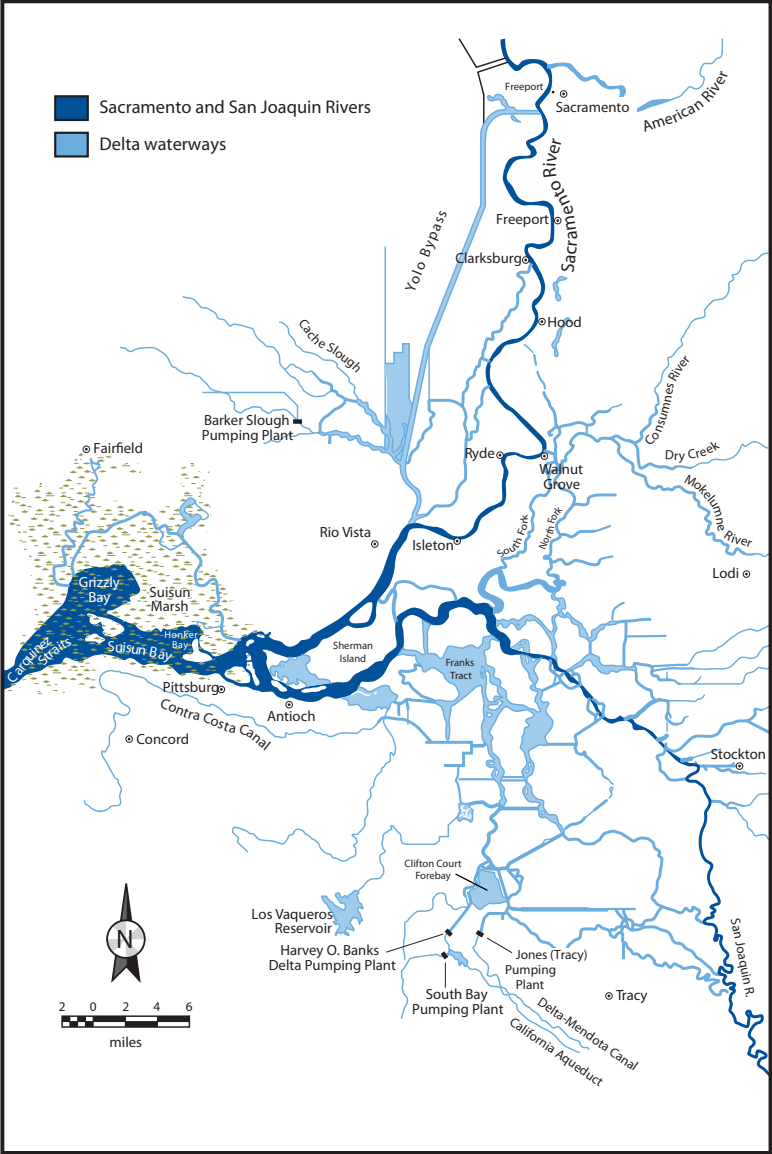 Sacramento and San Joaquin Rivers
Delta waterways
Freeport
Sacramento
American River
Sacramento River
Freeport
Yolo Bypass
Clarksburg
Hood
Cache Slough
Consumnes River
Barker Slough
Pumping Plant
Fairfield
Ryde
Walnut
Grove
Dry Creek
Mokelumne
River
South Fork
North Fork
Rio Vista
Isleton
Lodi
Grizzly
Bay
Suisun
Marsh
Honker
Bay
Suisun Bay
Carquinez
Straits
Sherman
Island
Franks
Tract
Pittsburg
Antioch
Contra Costa Canal
Concord
Stockton
Clifton Court
Forebay
Los Vaqueros
Reservoir
Harvey O. Banks
Delta Pumping Plant
Jones (Tracy)
Pumping
Plant
South Bay
Pumping Plant
San Joaquin R.
Tracy
Delta-Mendota Canal
California Aqueduct
N
2 0 2 4 6
miles